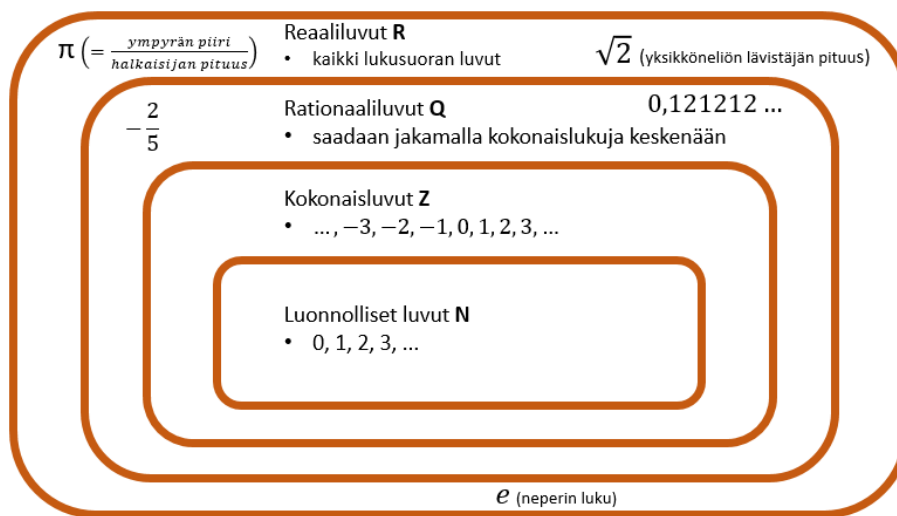 π (= ympyrän piiri / halkaisijan pituus)
Reaaliluvut R
• kaikki lukusuoran luvut
√2 (yksikköneliön lävistäjän pituus)
−2/5
Rationaaliluvut Q
0,121212 ...
• saadaan jakamalla kokonaislukuja keskenään
Kokonaisluvut Z
• ..., −3, −2, −1, 0, 1, 2, 3, ...
Luonnolliset luvut N
• 0, 1, 2, 3, ...
e (neperin luku)